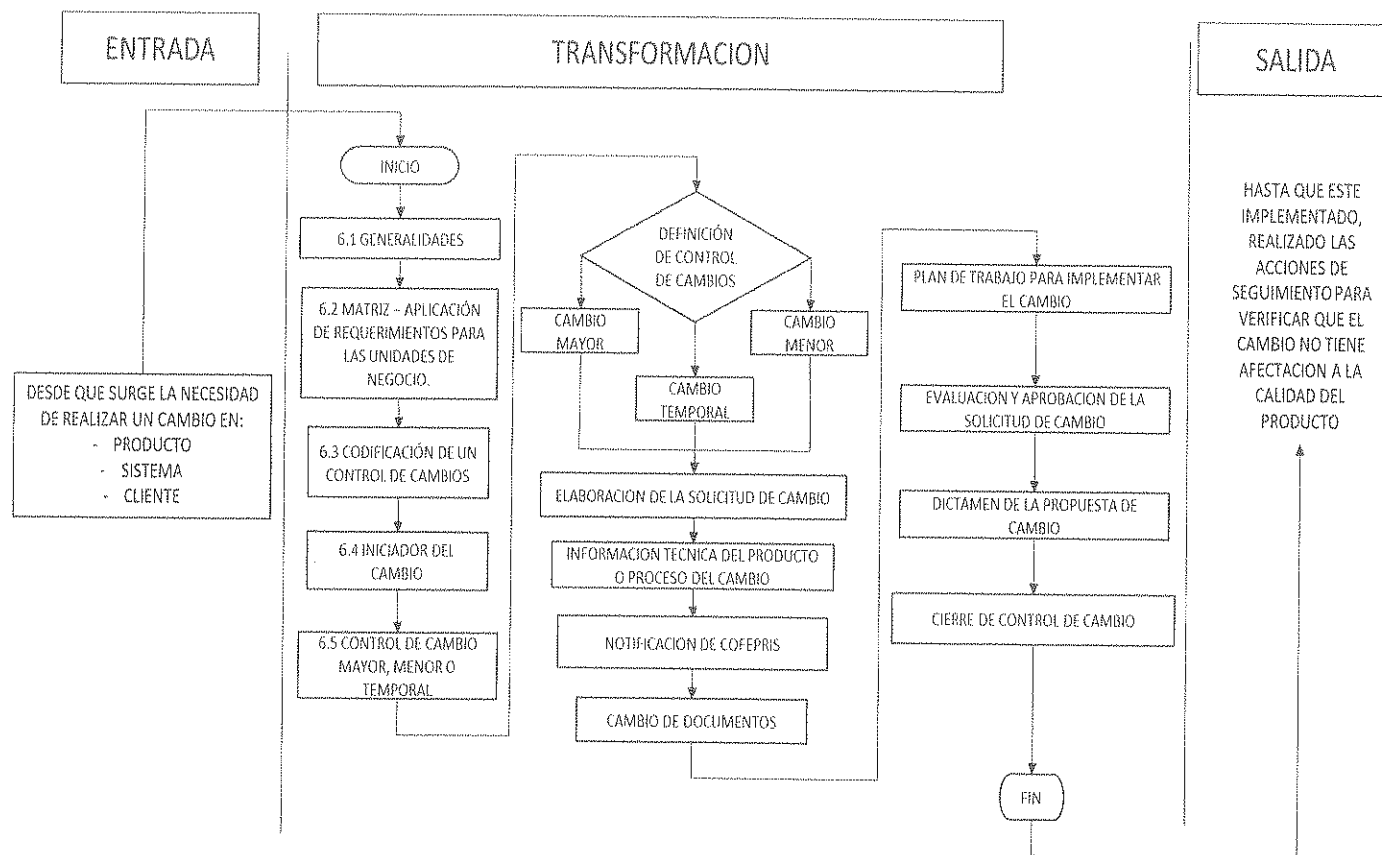 ENTRADA
TRANSFORMACION
SALIDA
DESDE QUE SURGE LA NECESIDAD
DE REALIZAR UN CAMBIO EN:
- PRODUCTO
- SISTEMA
- CLIENTE
INICIO
6.1 GENERALIDADES
6.2 MATRIZ – APLICACIÓN
DE REQUERIMIENTOS PARA
LAS UNIDADES DE
NEGOCIO.
6.3 CODIFICACIÓN DE UN
CONTROL DE CAMBIOS
6.4 INICIADOR DEL
CAMBIO
6.5 CONTROL DE CAMBIO
MAYOR, MENOR O
TEMPORAL
DEFINICIÓN
DE CONTROL
DE CAMBIOS
CAMBIO
MAYOR
CAMBIO
MENOR
CAMBIO
TEMPORAL
ELABORACION DE LA SOLICITUD DE CAMBIO
INFORMACION TECNICA DEL PRODUCTO
O PROCESO DEL CAMBIO
NOTIFICACION DE COFEPRIS
CAMBIO DE DOCUMENTOS
PLAN DE TRABAJO PARA IMPLEMENTAR
EL CAMBIO
EVALUACION Y APROBACION DE LA
SOLICITUD DE CAMBIO
DICTAMEN DE LA PROPUESTA DE
CAMBIO
CIERRE DE CONTROL DE CAMBIO
FIN
HASTA QUE ESTE
IMPLEMENTADO,
REALIZADO LAS
ACCIONES DE
SEGUIMIENTO PARA
VERIFICAR QUE EL
CAMBIO NO TIENE
AFECTACION A LA
CALIDAD DEL
PRODUCTO